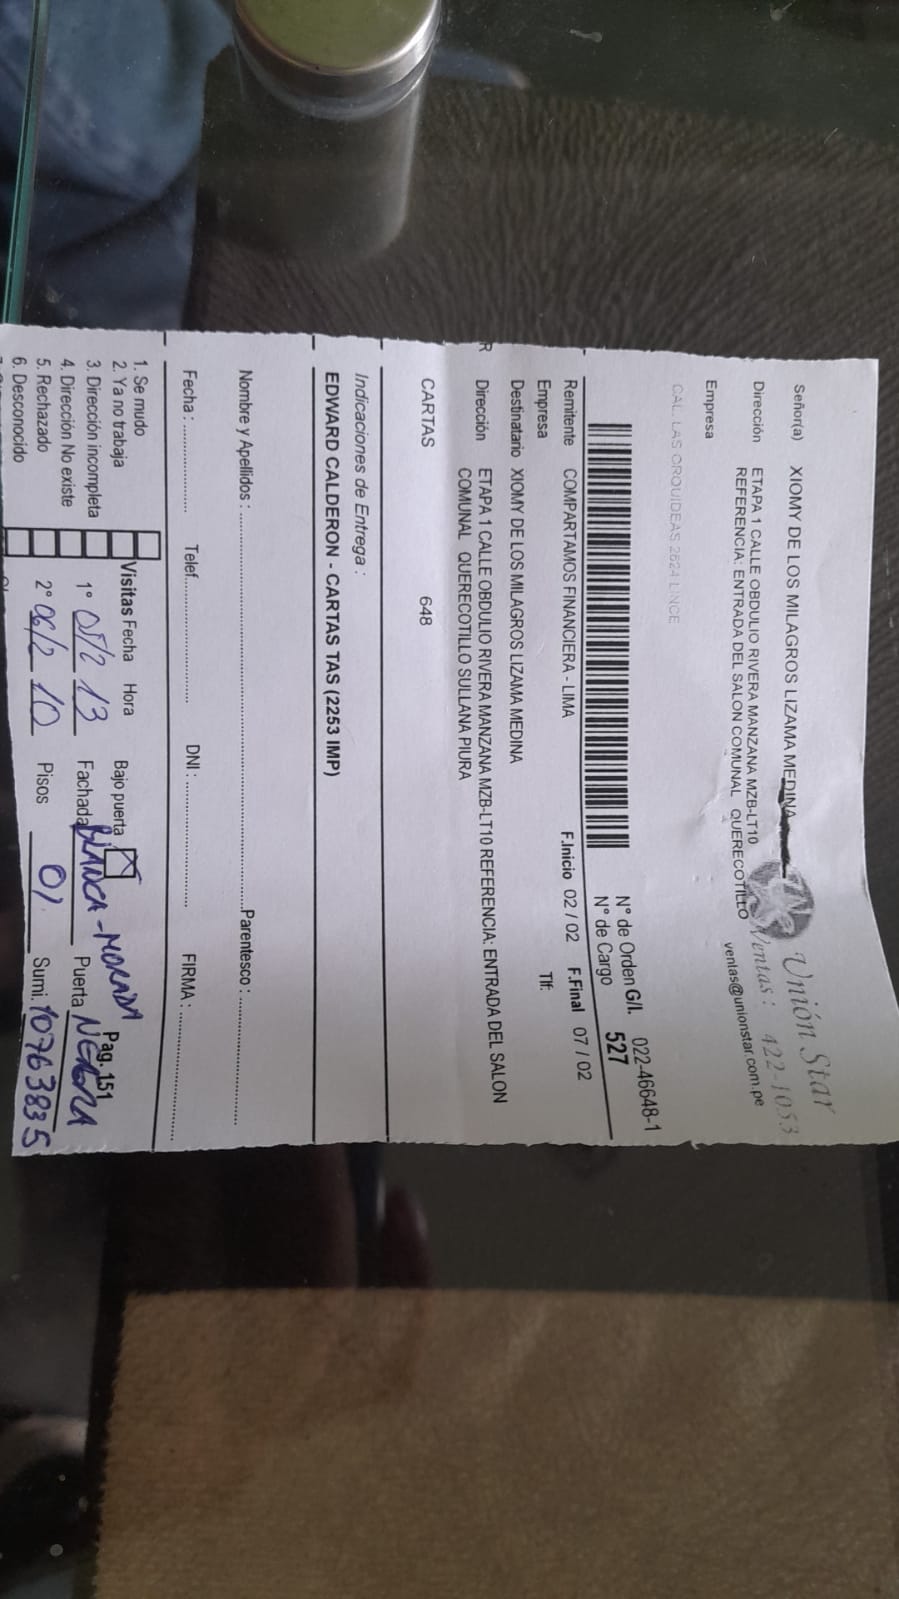 Unión Star
Ventas: 422-1053
ventas@unionstar.com.pe
Señor(a) XIOMY DE LOS MILAGROS LIZAMA MEDINA
Dirección ETAPA 1 CALLE OBDULIO RIVERA MANZANA MZB-LT10
REFERENCIA: ENTRADA DEL SALON COMUNAL QUERECOTILLO
Empresa
CAL. LAS ORQUIDEAS 2624 LINCE
N° de Orden G/L 022-46648-1
N° de Cargo 527
Remitente COMPARTAMOS FINANCIERA - LIMA F.Inicio 02 / 02 F.Final 07 / 02
Empresa Tlf:
Destinatario XIOMY DE LOS MILAGROS LIZAMA MEDINA
Dirección ETAPA 1 CALLE OBDULIO RIVERA MANZANA MZB-LT10 REFERENCIA: ENTRADA DEL SALON
COMUNAL QUERECOTILLO SULLANA PIURA
R
CARTAS 648
Indicaciones de Entrega :
EDWARD CALDERON - CARTAS TAS (2253 IMP)
Nombre y Apellidos : Parentesco :
Fecha : Telef. DNI : FIRMA :
Pag. 151
1. Se mudo Visitas Fecha Hora Bajo puerta X
2. Ya no trabaja
3. Dirección incompleta 1° 05/2 13 Fachada BLANCA - MORADA Puerta NEGRA
4. Dirección No existe
5. Rechazado 2° 06/2 10 Pisos 01 Sumi. 10763835
6. Desconocido